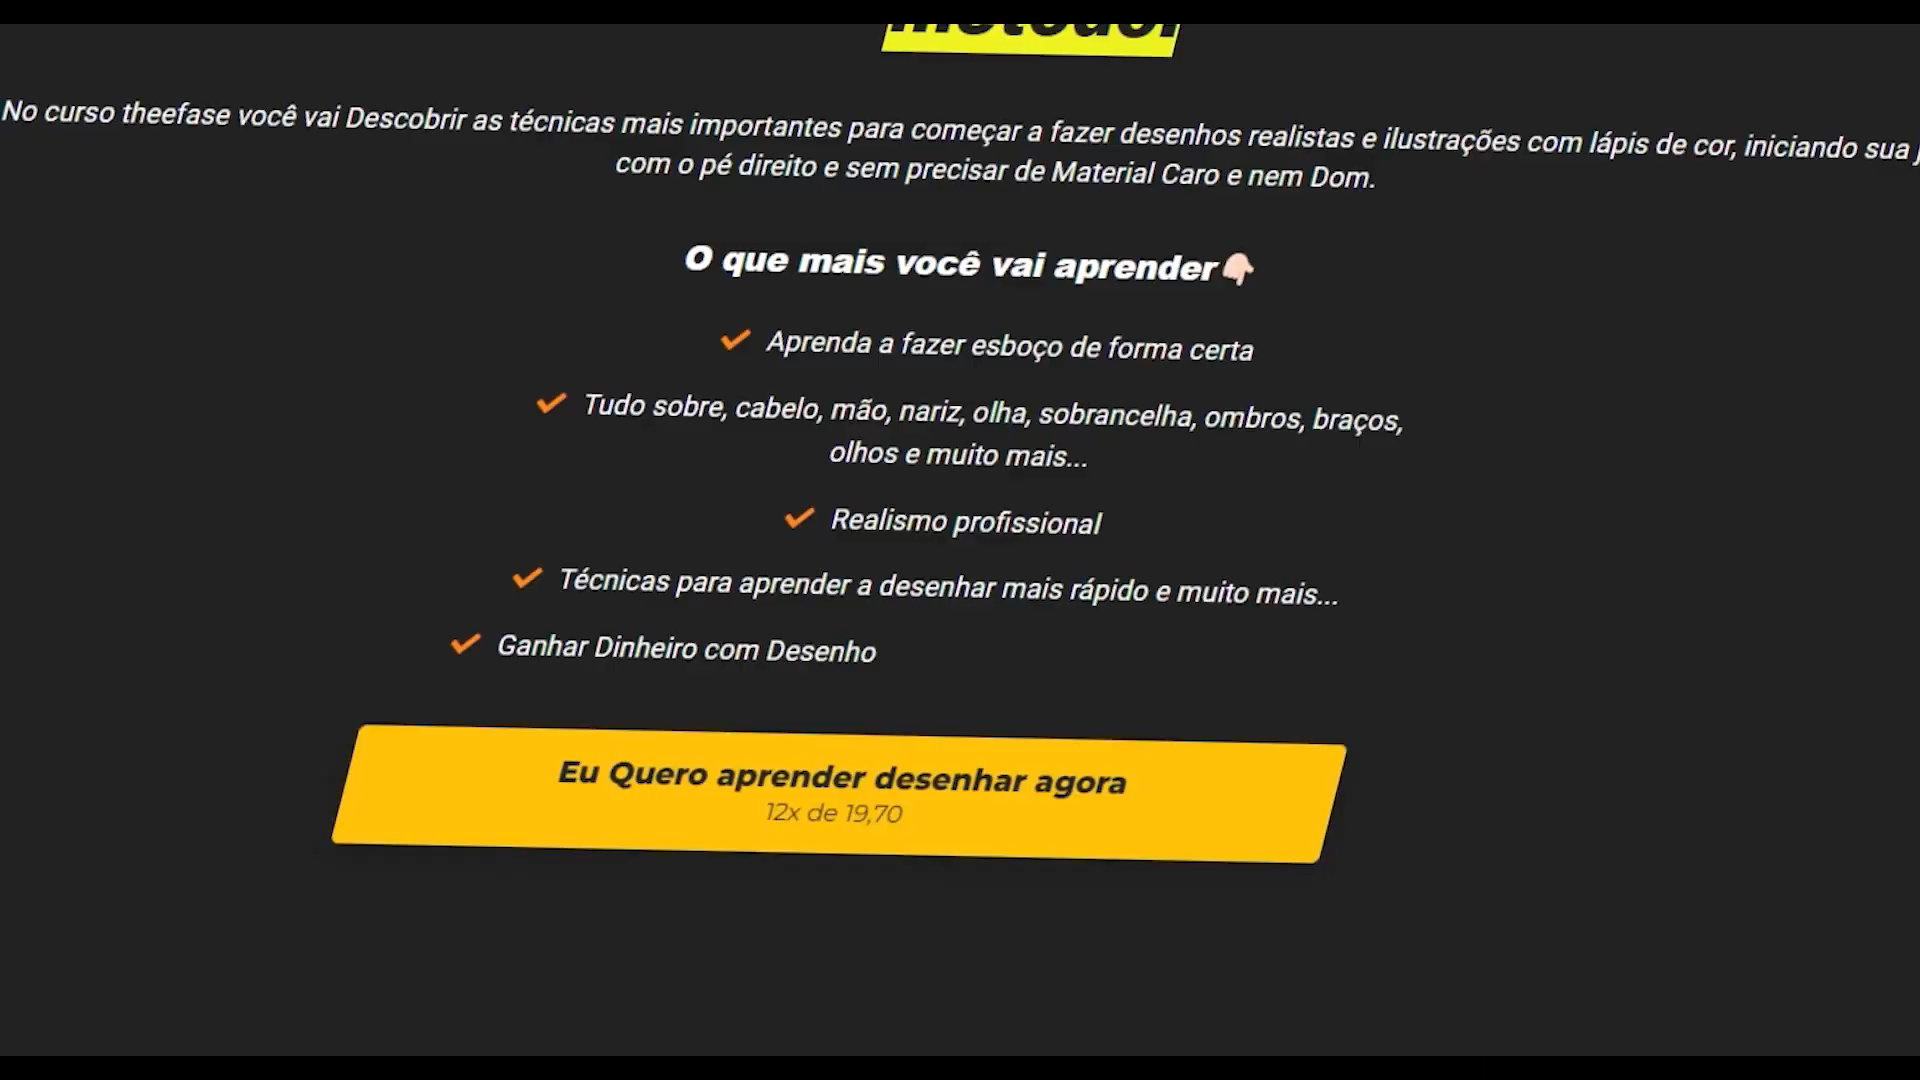 método.
No curso theefase você vai Descobrir as técnicas mais importantes para começar a fazer desenhos realistas e ilustrações com lápis de cor, iniciando sua
com o pé direito e sem precisar de Material Caro e nem Dom.
O que mais você vai aprender👇🏻
Aprenda a fazer esboço de forma certa
Tudo sobre, cabelo, mão, nariz, olha, sobrancelha, ombros, braços,
olhos e muito mais...
Realismo profissional
Técnicas para aprender a desenhar mais rápido e muito mais...
Ganhar Dinheiro com Desenho
Eu Quero aprender desenhar agora
12x de 19,70